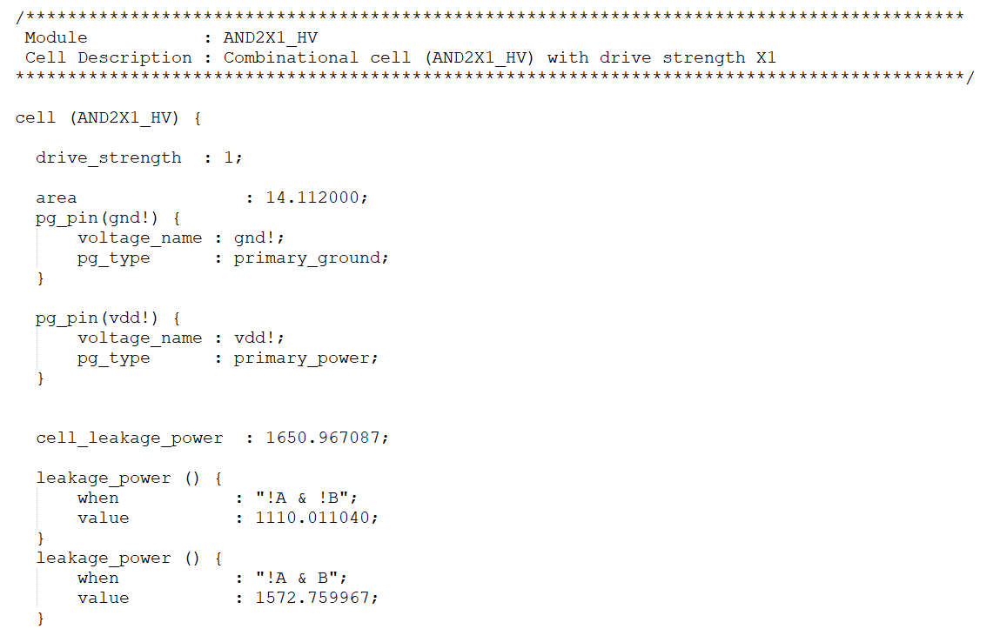 /******************************************************************************************
Module           : AND2X1_HV
Cell Description : Combinational cell (AND2X1_HV) with drive strength X1
*******************************************************************************************/
cell (AND2X1_HV) {
drive_strength  : 1;
area                : 14.112000;
pg_pin(gnd!) {
voltage_name : gnd!;
pg_type      : primary_ground;
}
pg_pin(vdd!) {
voltage_name : vdd!;
pg_type      : primary_power;
}
cell_leakage_power  : 1650.967087;
leakage_power () {
when           : "!A & !B";
value          : 1110.011040;
}
leakage_power () {
when           : "!A & B";
value          : 1572.759967;
}